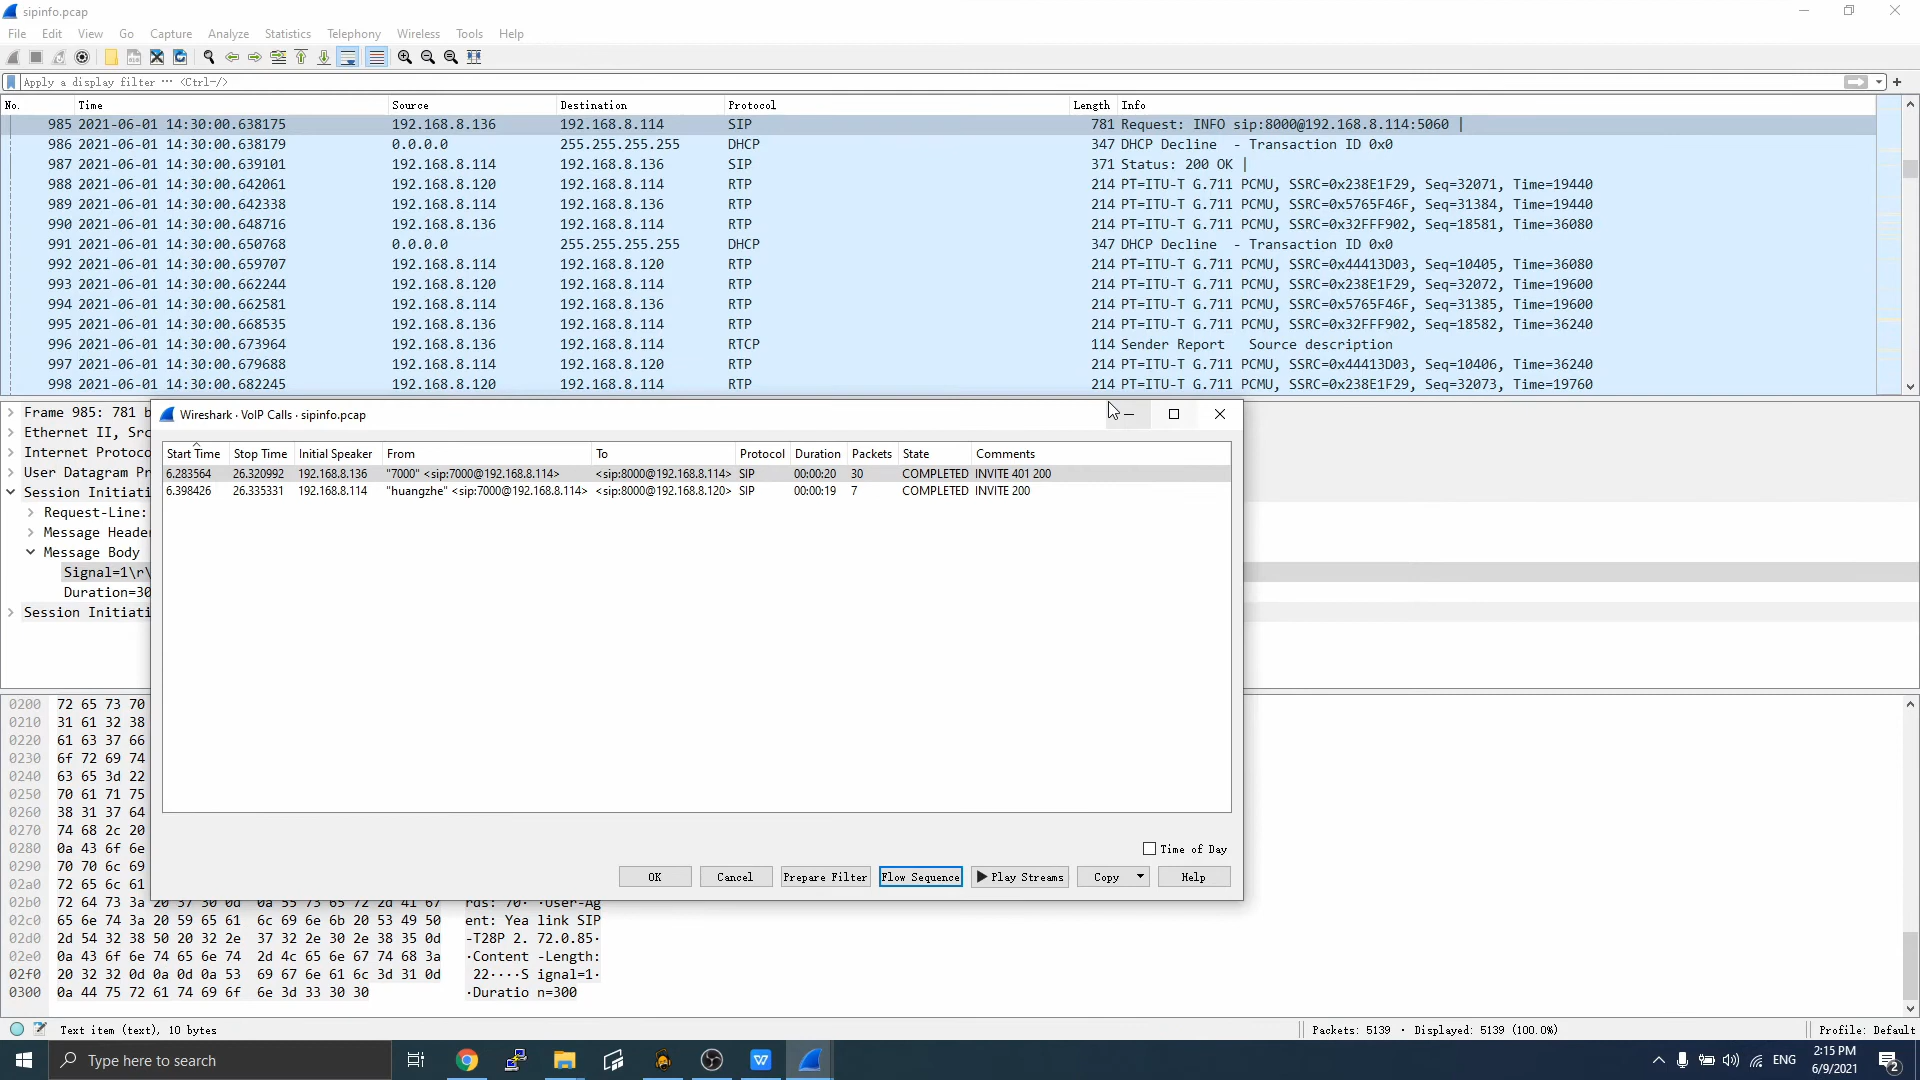 sipinfo.pcap
File Edit View Go Capture Analyze Statistics Telephony Wireless Tools Help
Apply a display filter ··· <Ctrl-/>
No. Time Source Destination Protocol Length Info
985 2021-06-01 14:30:00.638175 192.168.8.136 192.168.8.114 SIP 781 Request: INFO sip:8000@192.168.8.114:5060 |
986 2021-06-01 14:30:00.638179 0.0.0.0 255.255.255.255 DHCP 347 DHCP Decline - Transaction ID 0x0
987 2021-06-01 14:30:00.639101 192.168.8.114 192.168.8.136 SIP 371 Status: 200 OK |
988 2021-06-01 14:30:00.642061 192.168.8.120 192.168.8.114 RTP 214 PT=ITU-T G.711 PCMU, SSRC=0x238E1F29, Seq=32071, Time=19440
989 2021-06-01 14:30:00.642338 192.168.8.114 192.168.8.136 RTP 214 PT=ITU-T G.711 PCMU, SSRC=0x5765F46F, Seq=31384, Time=19440
990 2021-06-01 14:30:00.648716 192.168.8.136 192.168.8.114 RTP 214 PT=ITU-T G.711 PCMU, SSRC=0x32FFF902, Seq=18581, Time=36080
991 2021-06-01 14:30:00.650768 0.0.0.0 255.255.255.255 DHCP 347 DHCP Decline - Transaction ID 0x0
992 2021-06-01 14:30:00.659707 192.168.8.114 192.168.8.120 RTP 214 PT=ITU-T G.711 PCMU, SSRC=0x44413D03, Seq=10405, Time=36080
993 2021-06-01 14:30:00.662244 192.168.8.120 192.168.8.114 RTP 214 PT=ITU-T G.711 PCMU, SSRC=0x238E1F29, Seq=32072, Time=19600
994 2021-06-01 14:30:00.662581 192.168.8.114 192.168.8.136 RTP 214 PT=ITU-T G.711 PCMU, SSRC=0x5765F46F, Seq=31385, Time=19600
995 2021-06-01 14:30:00.668535 192.168.8.136 192.168.8.114 RTP 214 PT=ITU-T G.711 PCMU, SSRC=0x32FFF902, Seq=18582, Time=36240
996 2021-06-01 14:30:00.673964 192.168.8.136 192.168.8.114 RTCP 114 Sender Report Source description
997 2021-06-01 14:30:00.679688 192.168.8.114 192.168.8.120 RTP 214 PT=ITU-T G.711 PCMU, SSRC=0x44413D03, Seq=10406, Time=36240
998 2021-06-01 14:30:00.682245 192.168.8.120 192.168.8.114 RTP 214 PT=ITU-T G.711 PCMU, SSRC=0x238E1F29, Seq=32073, Time=19760
Frame 985: 781 b
Ethernet II, Src
Internet Protoco
User Datagram Pr
Session Initiati
Request-Line:
Message Heade
Message Body
Signal=1\r\
Duration=30
Session Initiati
Wireshark · VoIP Calls · sipinfo.pcap
Start Time Stop Time Initial Speaker From To Protocol Duration Packets State Comments
6.283564 26.320992 192.168.8.136 "7000" <sip:7000@192.168.8.114> <sip:8000@192.168.8.114> SIP 00:00:20 30 COMPLETED INVITE 401 200
6.398426 26.335331 192.168.8.114 "huangzhe" <sip:7000@192.168.8.114> <sip:8000@192.168.8.120> SIP 00:00:19 7 COMPLETED INVITE 200
Time of Day
OK Cancel Prepare Filter Flow Sequence Play Streams Copy Help
0200 72 65 73 70
0210 31 61 32 38
0220 61 63 37 66
0230 6f 72 69 74
0240 63 65 3d 22
0250 70 61 71 75
0260 38 31 37 64
0270 74 68 2c 20
0280 0a 43 6f 6e
0290 70 70 6c 69
02a0 72 65 6c 61
02b0 72 64 73 3a 20 37 30 0d 0a 55 73 65 72 2d 41 67 rds: 70· ·User-Ag
02c0 65 6e 74 3a 20 59 65 61 6c 69 6e 6b 20 53 49 50 ent: Yea link SIP
02d0 2d 54 32 38 50 20 32 2e 37 32 2e 30 2e 38 35 0d -T28P 2. 72.0.85·
02e0 0a 43 6f 6e 74 65 6e 74 2d 4c 65 6e 67 74 68 3a ·Content -Length:
02f0 20 32 32 0d 0a 0d 0a 53 69 67 6e 61 6c 3d 31 0d 22····S ignal=1·
0300 0a 44 75 72 61 74 69 6f 6e 3d 33 30 30 ·Duratio n=300
Text item (text), 10 bytes Packets: 5139 · Displayed: 5139 (100.0%) Profile: Default
Type here to search ENG 2:15 PM
6/9/2021 2